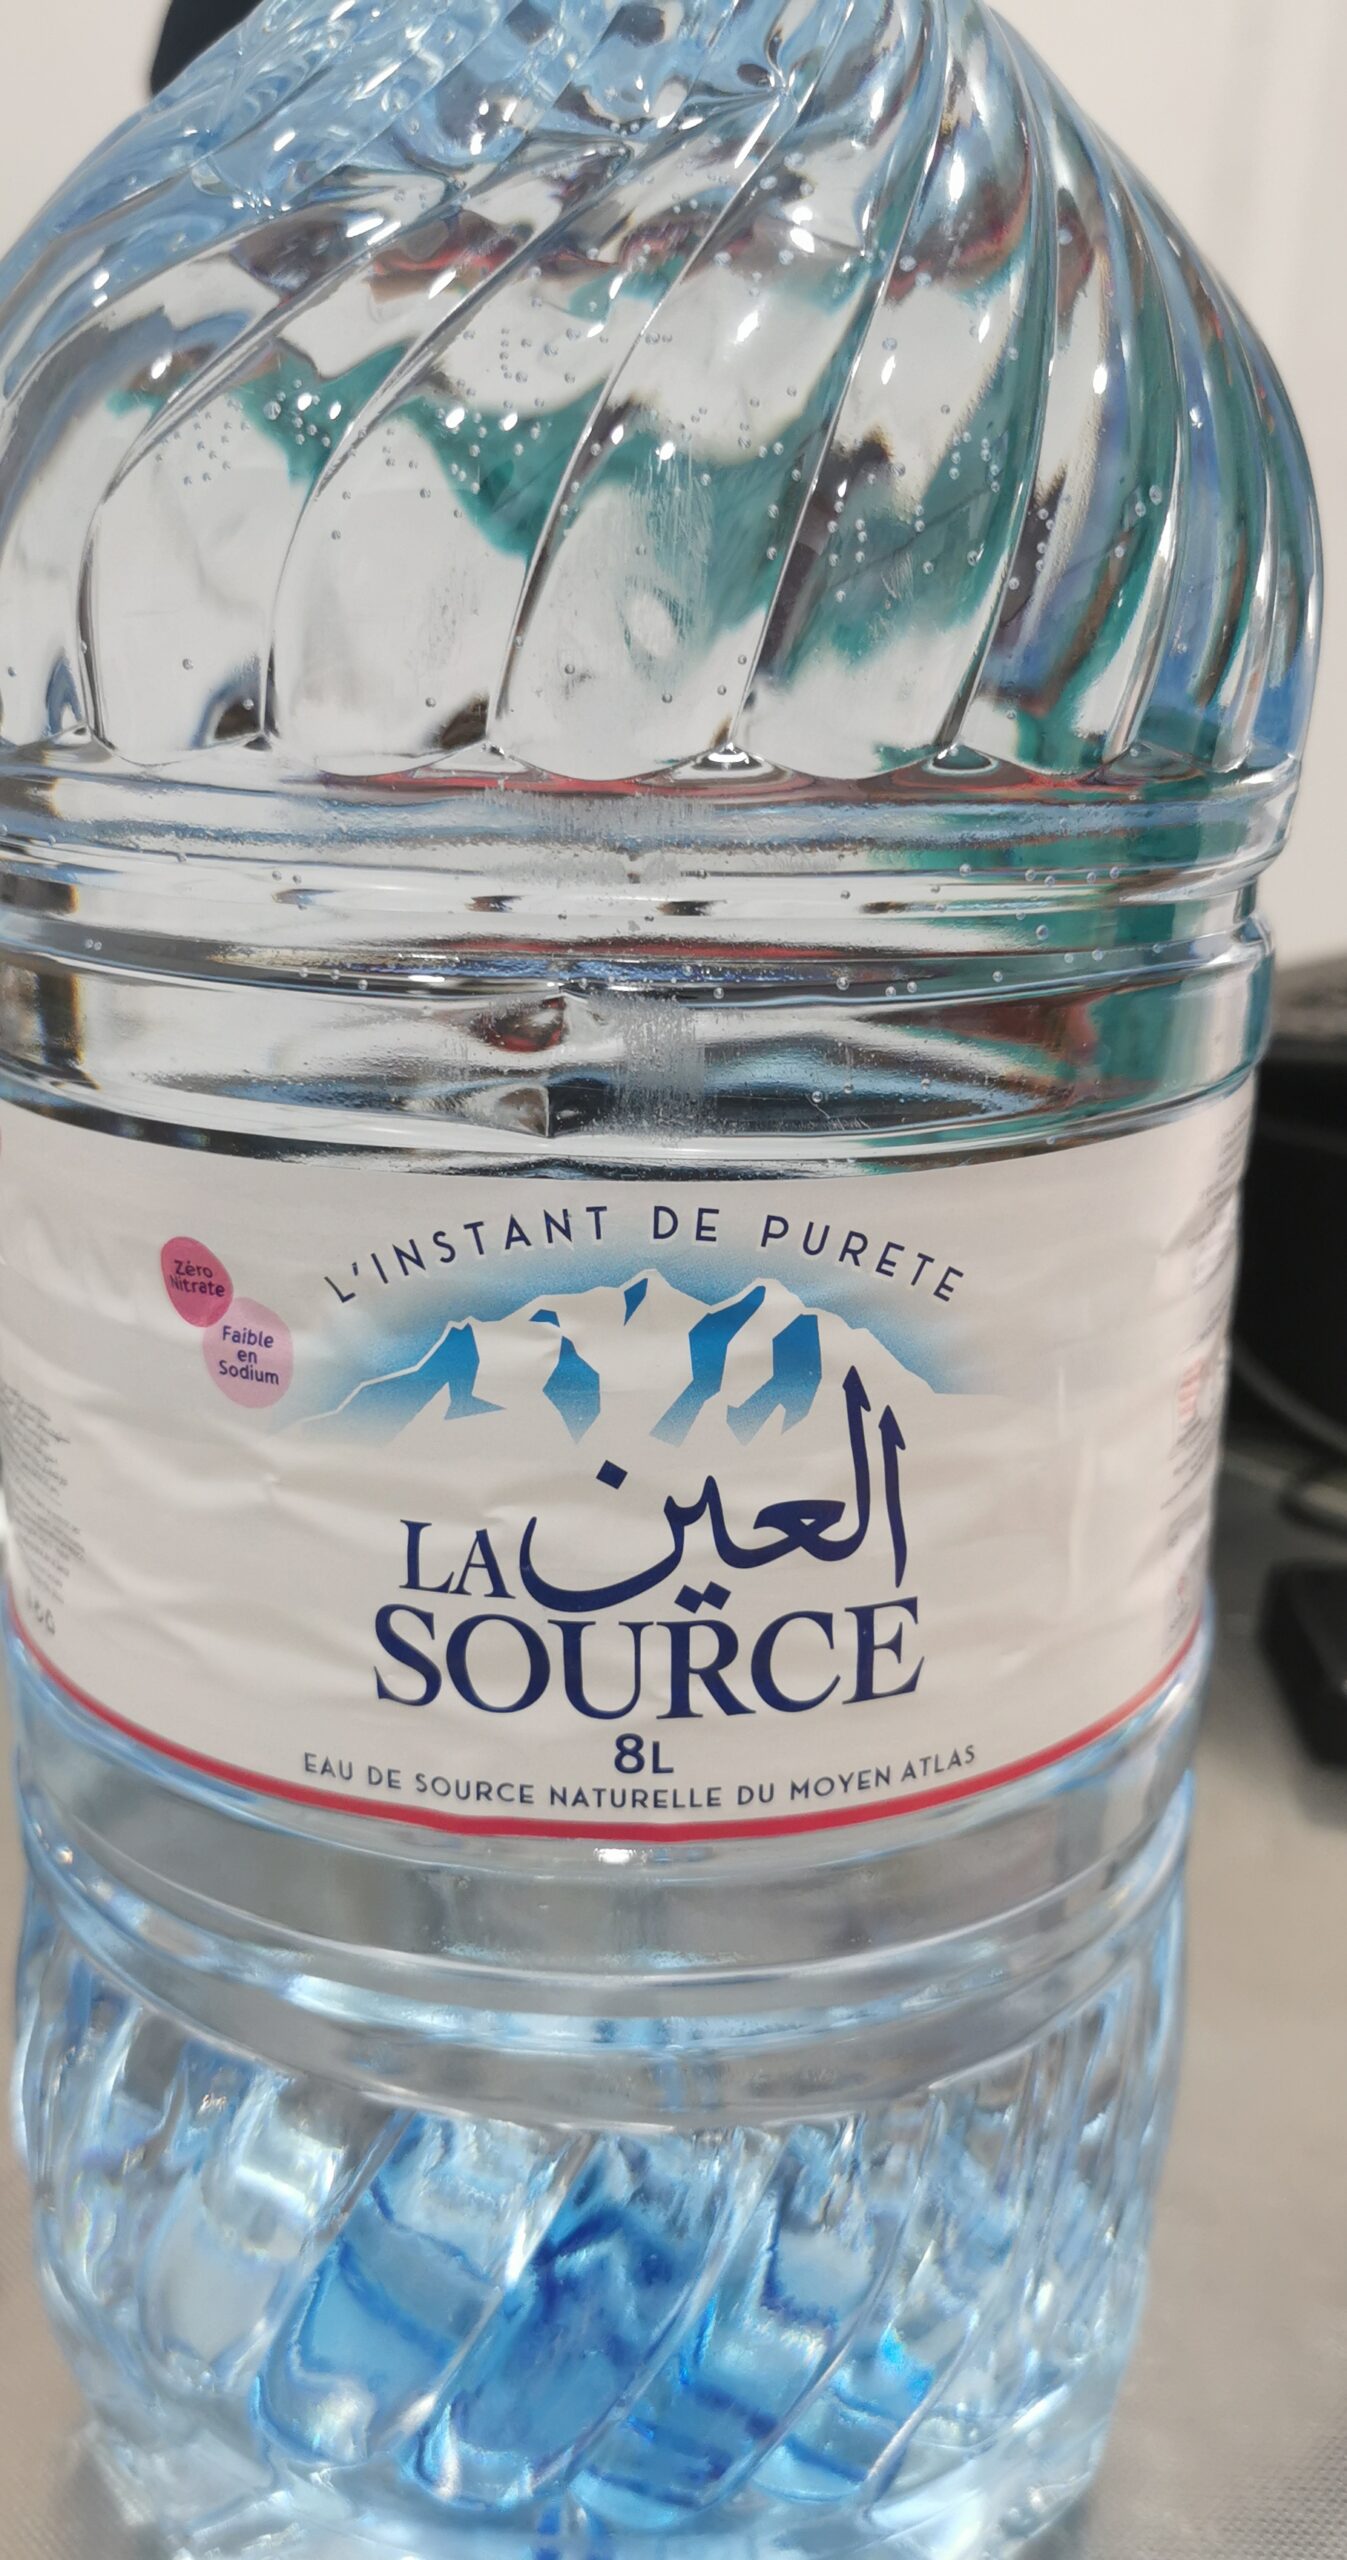 L'INSTANT DE PURETE
Zéro
Nitrate
Faible
en
Sodium
العين
LA
SOURCE
8L
EAU DE SOURCE NATURELLE DU MOYEN ATLAS